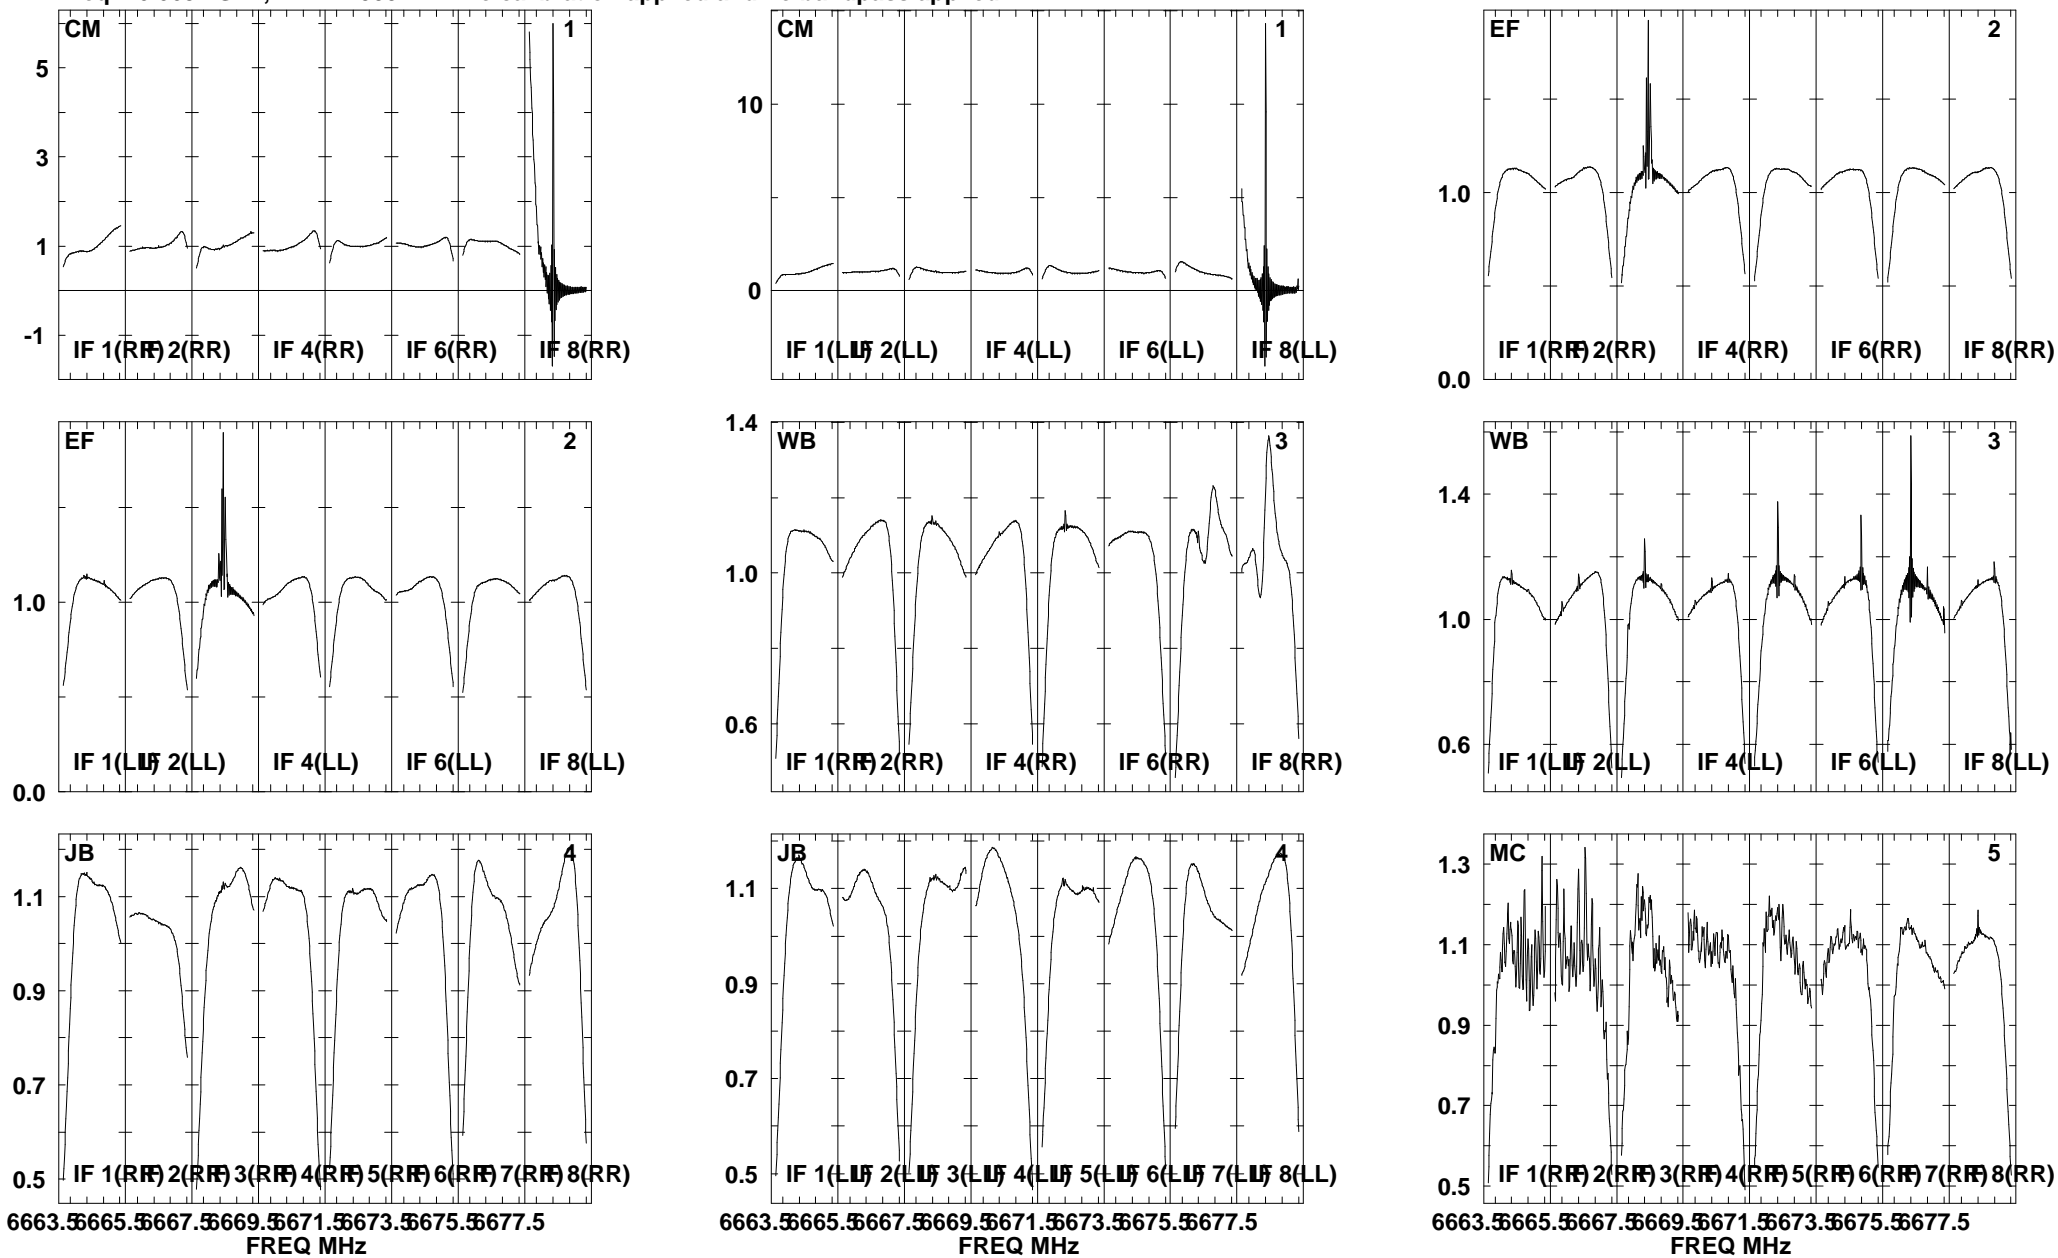 CM 1
5
3
1
-1
IF 1(RR) IF 2(RR) IF 4(RR) IF 6(RR) IF 8(RR)
CM 1
10
0
IF 1(LL) IF 2(LL) IF 4(LL) IF 6(LL) IF 8(LL)
EF 2
1.0
0.0
IF 1(RR) IF 2(RR) IF 4(RR) IF 6(RR) IF 8(RR)
EF 2
1.0
0.0
IF 1(LL) IF 2(LL) IF 4(LL) IF 6(LL) IF 8(LL)
WB 3
1.4
1.0
0.6
IF 1(RR) IF 2(RR) IF 4(RR) IF 6(RR) IF 8(RR)
WB 3
1.4
1.0
0.6
IF 1(LL) IF 2(LL) IF 4(LL) IF 6(LL) IF 8(LL)
JB 4
1.1
0.9
0.7
0.5
IF 1(RR) IF 2(RR) IF 3(RR) IF 4(RR) IF 5(RR) IF 6(RR) IF 7(RR) IF 8(RR)
6663.5 6665.5 6667.5 6669.5 6671.5 6673.5 6675.5 6677.5
FREQ MHz
JB 4
1.1
0.9
0.7
0.5
IF 1(LL) IF 2(LL) IF 3(LL) IF 4(LL) IF 5(LL) IF 6(LL) IF 7(LL) IF 8(LL)
6663.5 6665.5 6667.5 6669.5 6671.5 6673.5 6675.5 6677.5
FREQ MHz
MC 5
1.3
1.1
0.9
0.7
0.5
IF 1(RR) IF 2(RR) IF 3(RR) IF 4(RR) IF 5(RR) IF 6(RR) IF 7(RR) IF 8(RR)
6663.5 6665.5 6667.5 6669.5 6671.5 6673.5 6675.5 6677.5
FREQ MHz